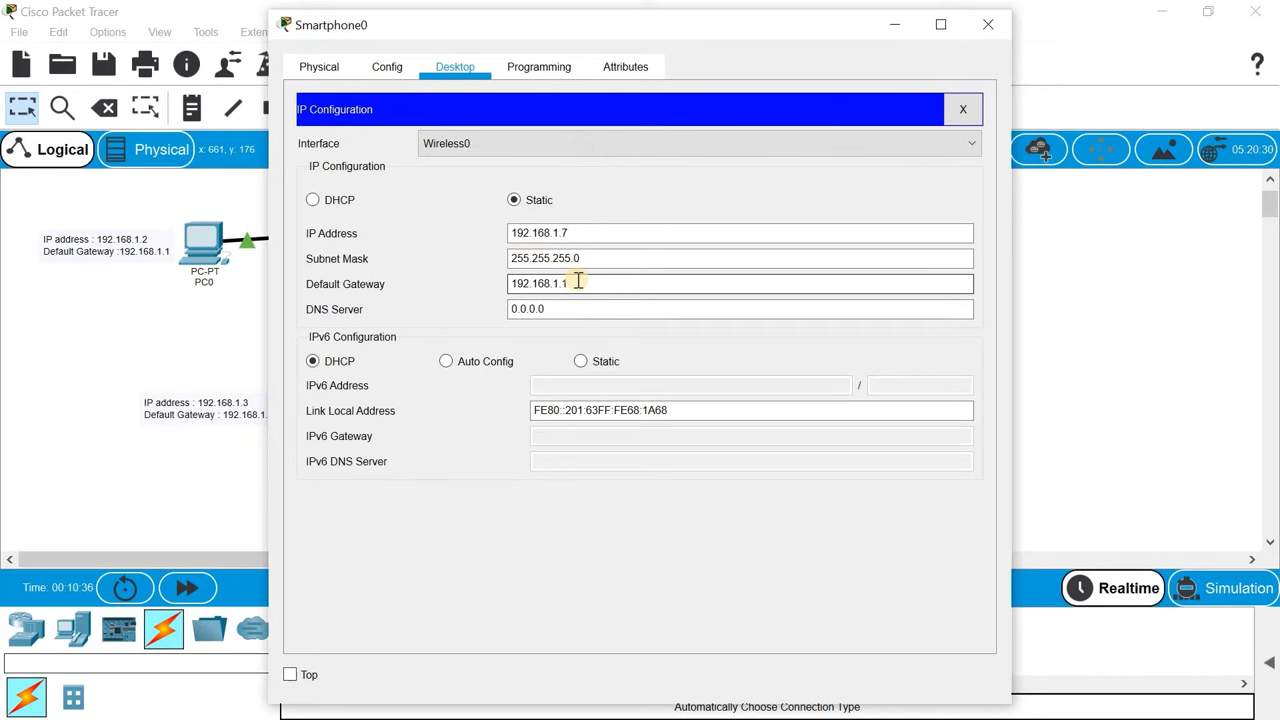 Cisco Packet Tracer
File Edit Options View Tools Exten
Logical Physical x: 661, y: 176
05:20:30
IP address : 192.168.1.2
Default Gateway :192.168.1.1
PC-PT
PC0
IP address : 192.168.1.3
Default Gateway : 192.168.1.
Smartphone0
Physical Config Desktop Programming Attributes
IP Configuration X
Interface Wireless0
IP Configuration
DHCP Static
IP Address 192.168.1.7
Subnet Mask 255.255.255.0
Default Gateway 192.168.1.1
DNS Server 0.0.0.0
IPv6 Configuration
DHCP Auto Config Static
IPv6 Address /
Link Local Address FE80::201:63FF:FE68:1A68
IPv6 Gateway
IPv6 DNS Server
Top
Time: 00:10:36
Realtime Simulation
Automatically Choose Connection Type